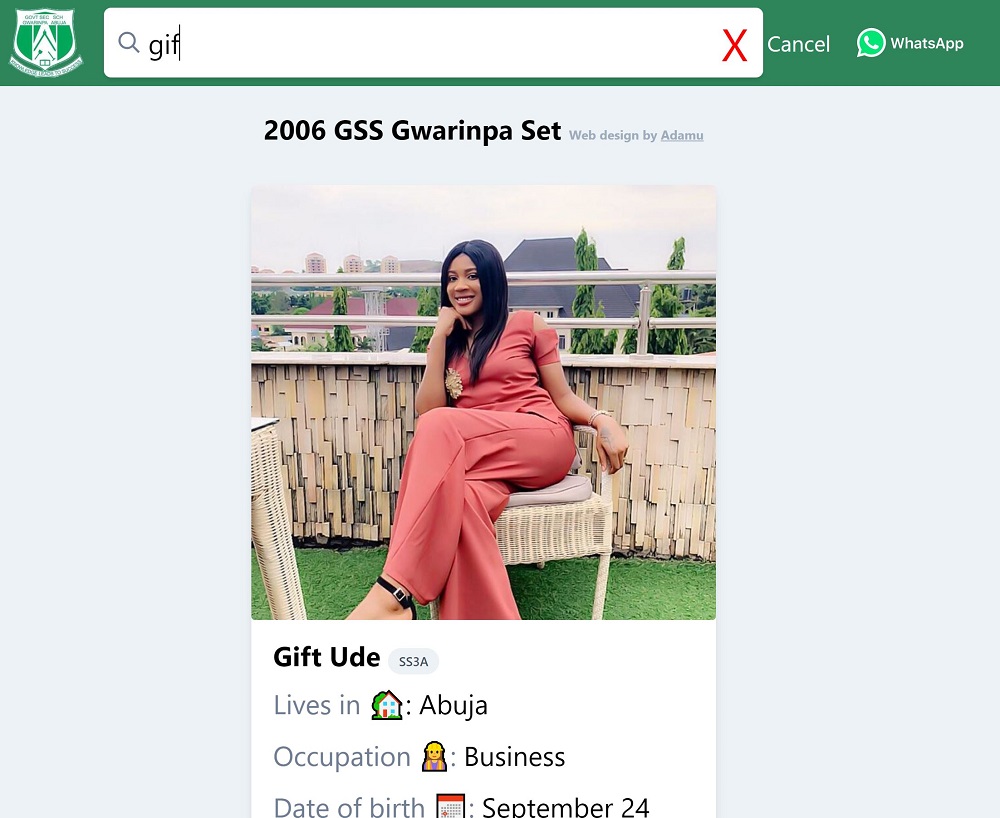 GOVT SEC SCH
GWARINPA ABUJA
KNOWLEDGE LEADS TO SUCCESS
gif
X
Cancel
WhatsApp
2006 GSS Gwarinpa Set Web design by Adamu
Gift Ude SS3A
Lives in 🏡: Abuja
Occupation 👩: Business
Date of birth 📅: September 24